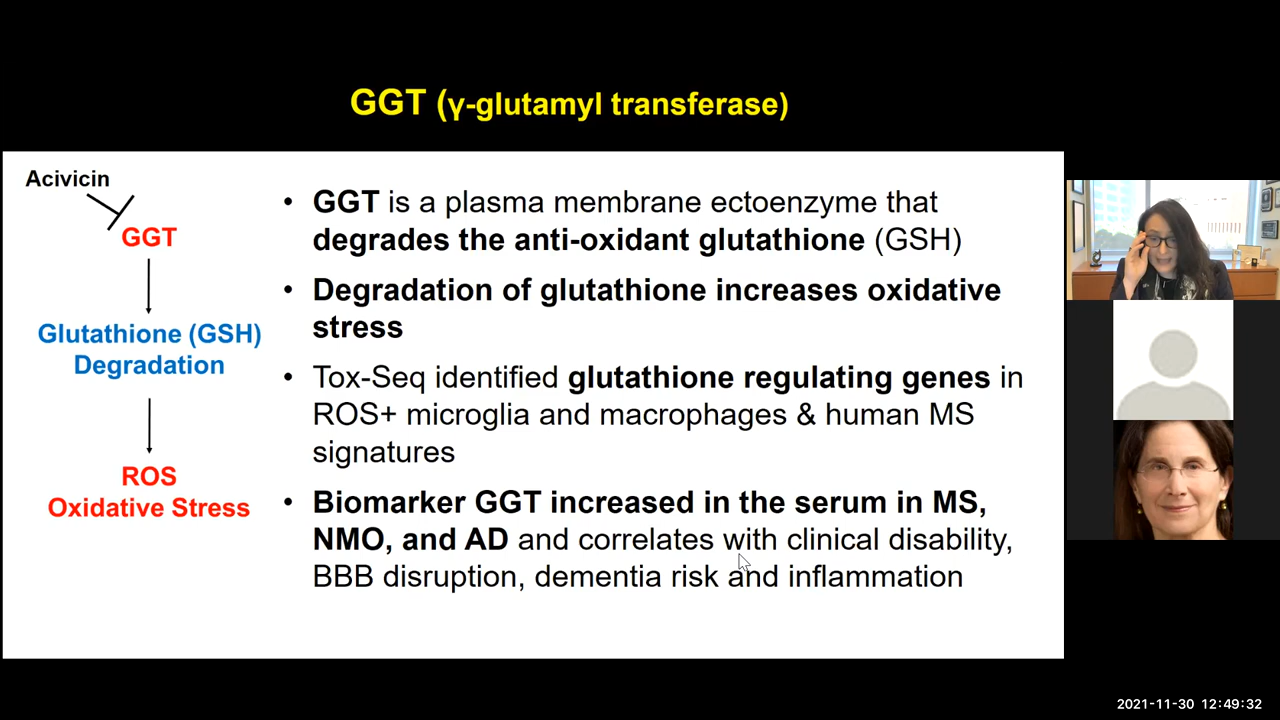 GGT (γ-glutamyl transferase)
Acivicin
GGT
Glutathione (GSH)
Degradation
ROS
Oxidative Stress
• GGT is a plasma membrane ectoenzyme that
degrades the anti-oxidant glutathione (GSH)
• Degradation of glutathione increases oxidative
stress
• Tox-Seq identified glutathione regulating genes in
ROS+ microglia and macrophages & human MS
signatures
• Biomarker GGT increased in the serum in MS,
NMO, and AD and correlates with clinical disability,
BBB disruption, dementia risk and inflammation
2021-11-30 12:49:32